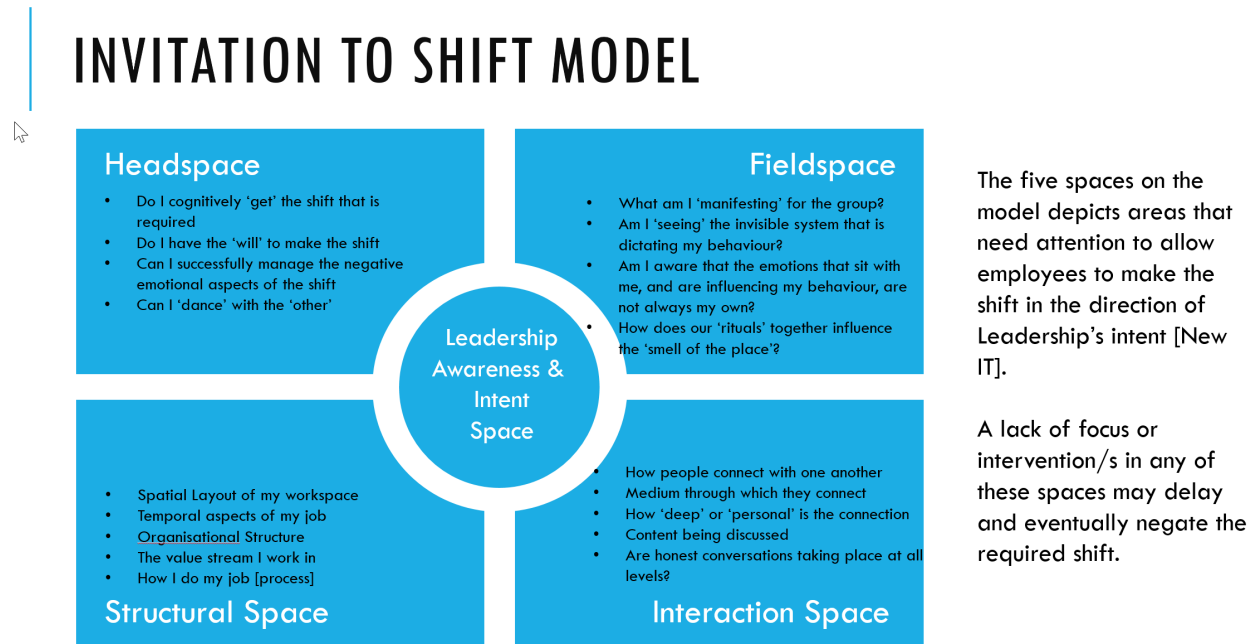 INVITATION TO SHIFT MODEL
Headspace
• Do I cognitively ‘get’ the shift that is
required
• Do I have the ‘will’ to make the shift
• Can I successfully manage the negative
emotional aspects of the shift
• Can I ‘dance’ with the ‘other’
Fieldspace
• What am I ‘manifesting’ for the group?
• Am I ‘seeing’ the invisible system that is
dictating my behaviour?
• Am I aware that the emotions that sit with
me, and are influencing my behaviour, are
not always my own?
• How does our ‘rituals’ together influence
the ‘smell of the place’?
Leadership
Awareness &
Intent
Space
• Spatial Layout of my workspace
• Temporal aspects of my job
• Organisational Structure
• The value stream I work in
• How I do my job [process]
Structural Space
• How people connect with one another
• Medium through which they connect
• How ‘deep’ or ‘personal’ is the connection
• Content being discussed
• Are honest conversations taking place at all
levels?
Interaction Space
The five spaces on the
model depicts areas that
need attention to allow
employees to make the
shift in the direction of
Leadership’s intent [New
IT].
A lack of focus or
intervention/s in any of
these spaces may delay
and eventually negate the
required shift.